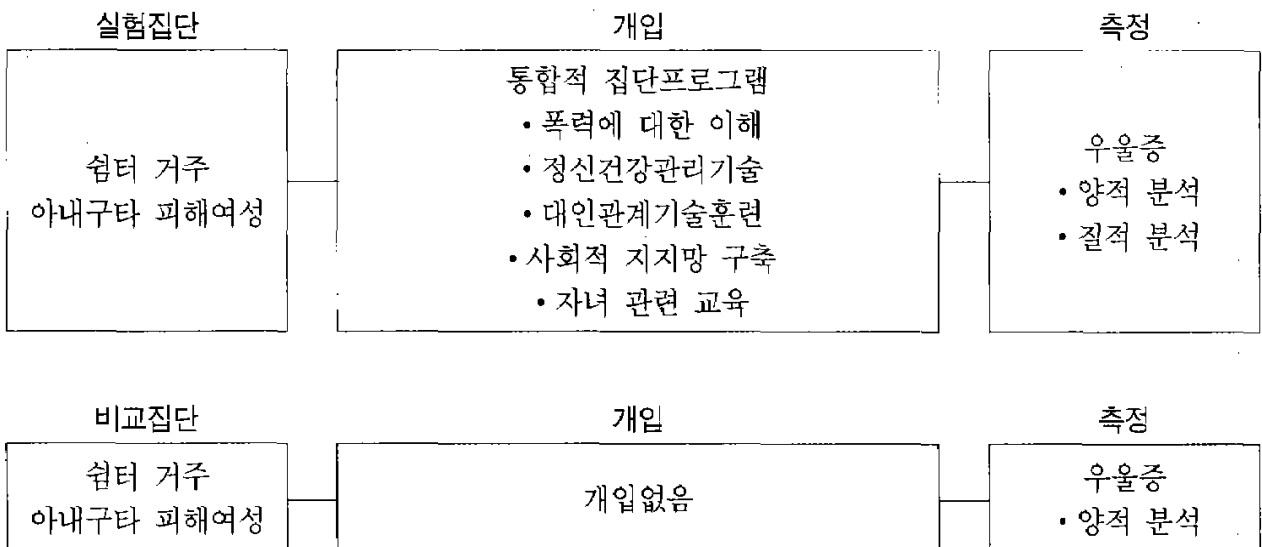 실험집단 개입 측정
통합적 집단프로그램
• 폭력에 대한 이해
• 정신건강관리기술
• 대인관계기술훈련
• 사회적 지지망 구축
• 자녀 관련 교육
쉼터 거주
아내구타 피해여성
우울증
• 양적 분석
• 질적 분석
비교집단 개입 측정
쉼터 거주
아내구타 피해여성
개입없음
우울증
• 양적 분석